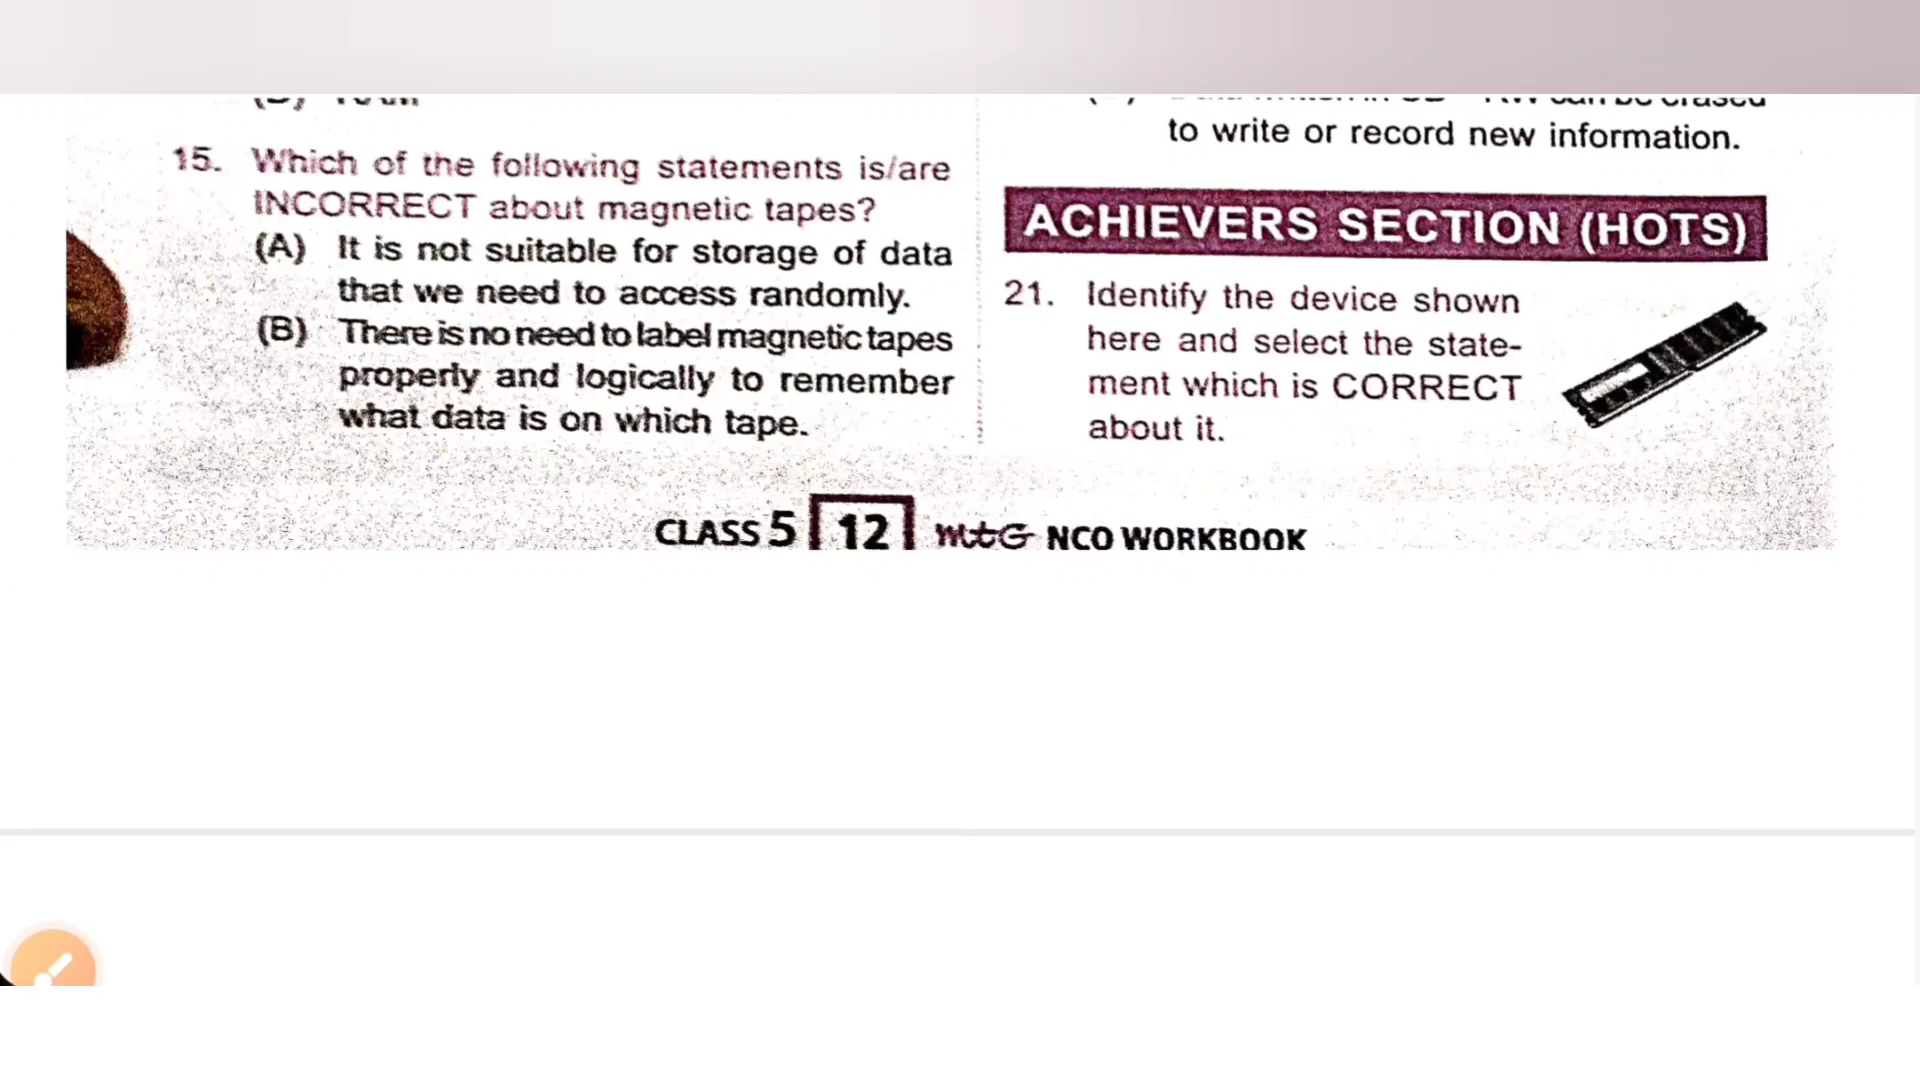 15. Which of the following statements is/are
INCORRECT about magnetic tapes?
(A) It is not suitable for storage of data
that we need to access randomly.
(B) There is no need to label magnetic tapes
properly and logically to remember
what data is on which tape.
to write or record new information.
ACHIEVERS SECTION (HOTS)
21. Identify the device shown
here and select the state-
ment which is CORRECT
about it.
CLASS 5 12 mtG NCO WORKBOOK